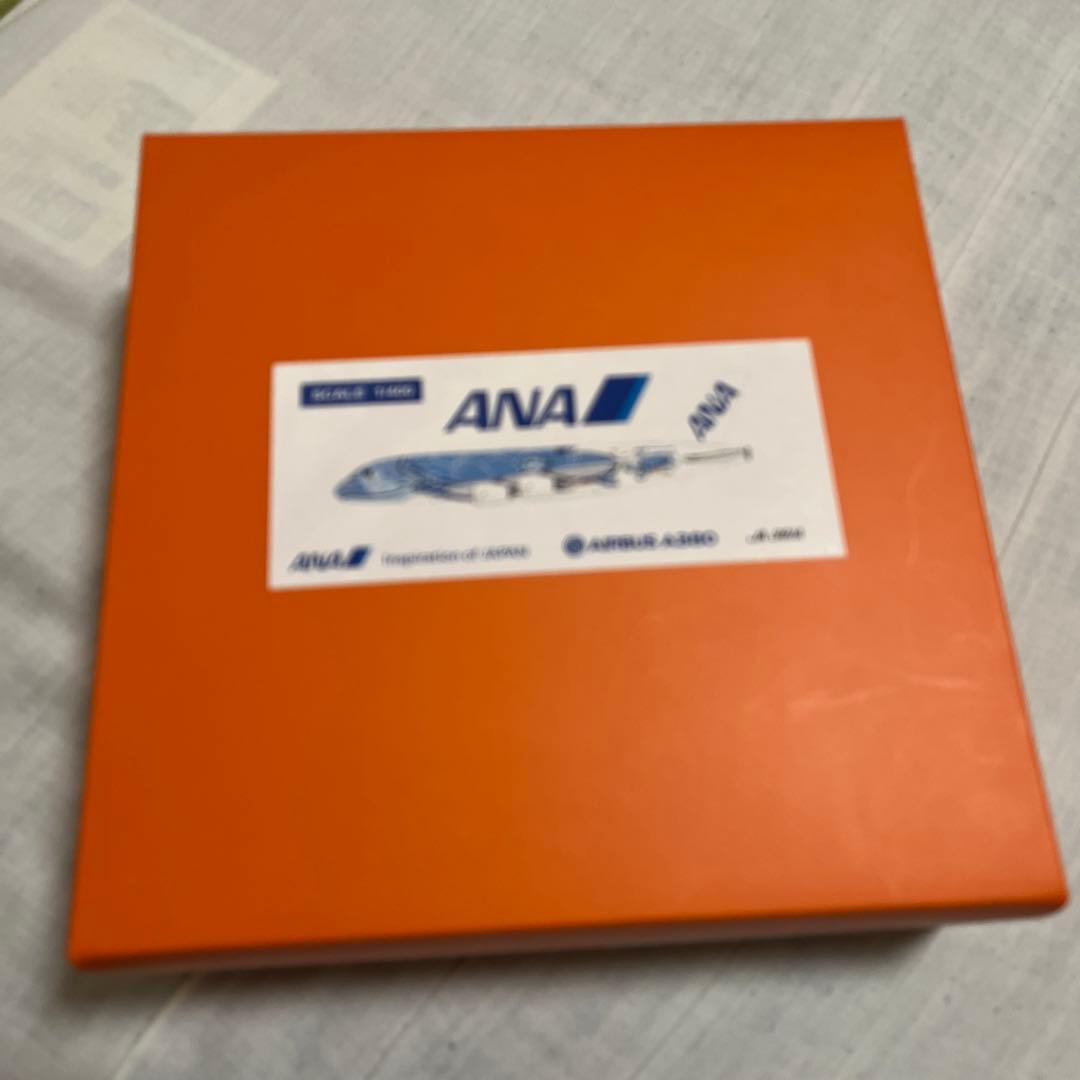 SCALE 1:400
ANA
ANA
ANA Inspiration of JAPAN
AIRBUS A380